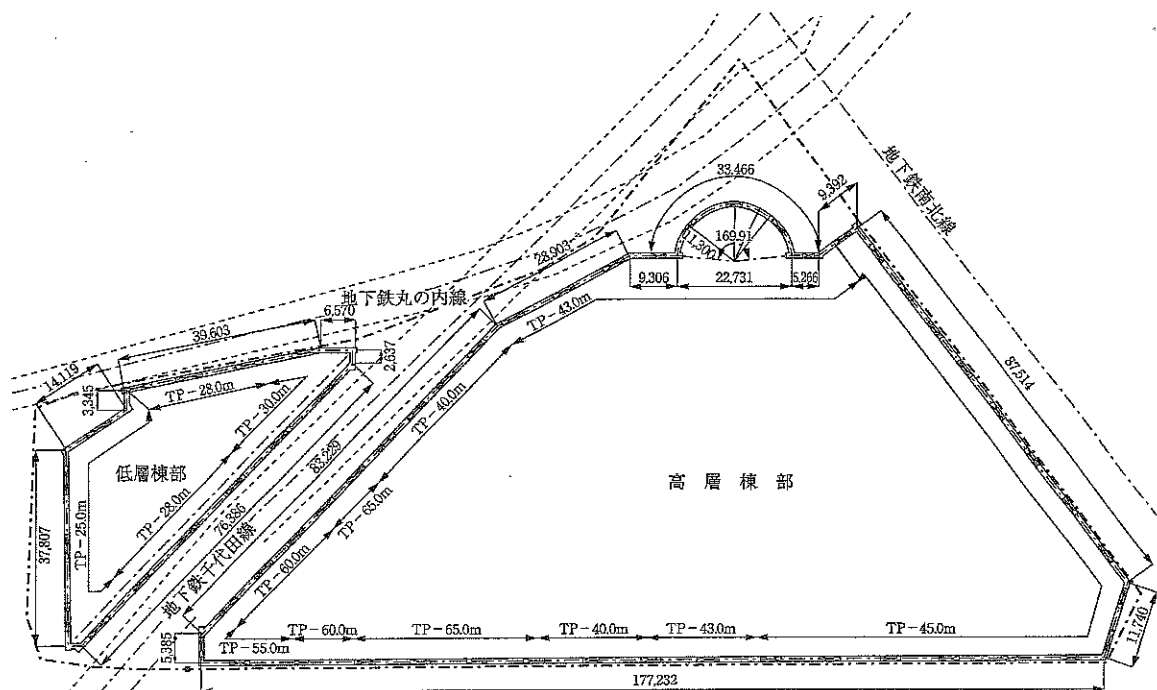 地下鉄南北線
33,466
9,392
169.91
11,300
28,903
9,306
22,731
5,266
地下鉄丸の内線
TP-43.0m
39,603
6,570
2,637
14,119
3,345
TP-28.0m
TP-30.0m
TP-40.0m
87,514
低層棟部
83,229
高層棟部
76,386
TP-65.0m
37,807
TP-25.0m
TP-28.0m
地下鉄千代田線
TP-60.0m
TP-60.0m
TP-65.0m
TP-40.0m
TP-43.0m
TP-45.0m
5,385
TP-55.0m
11,740
177,232